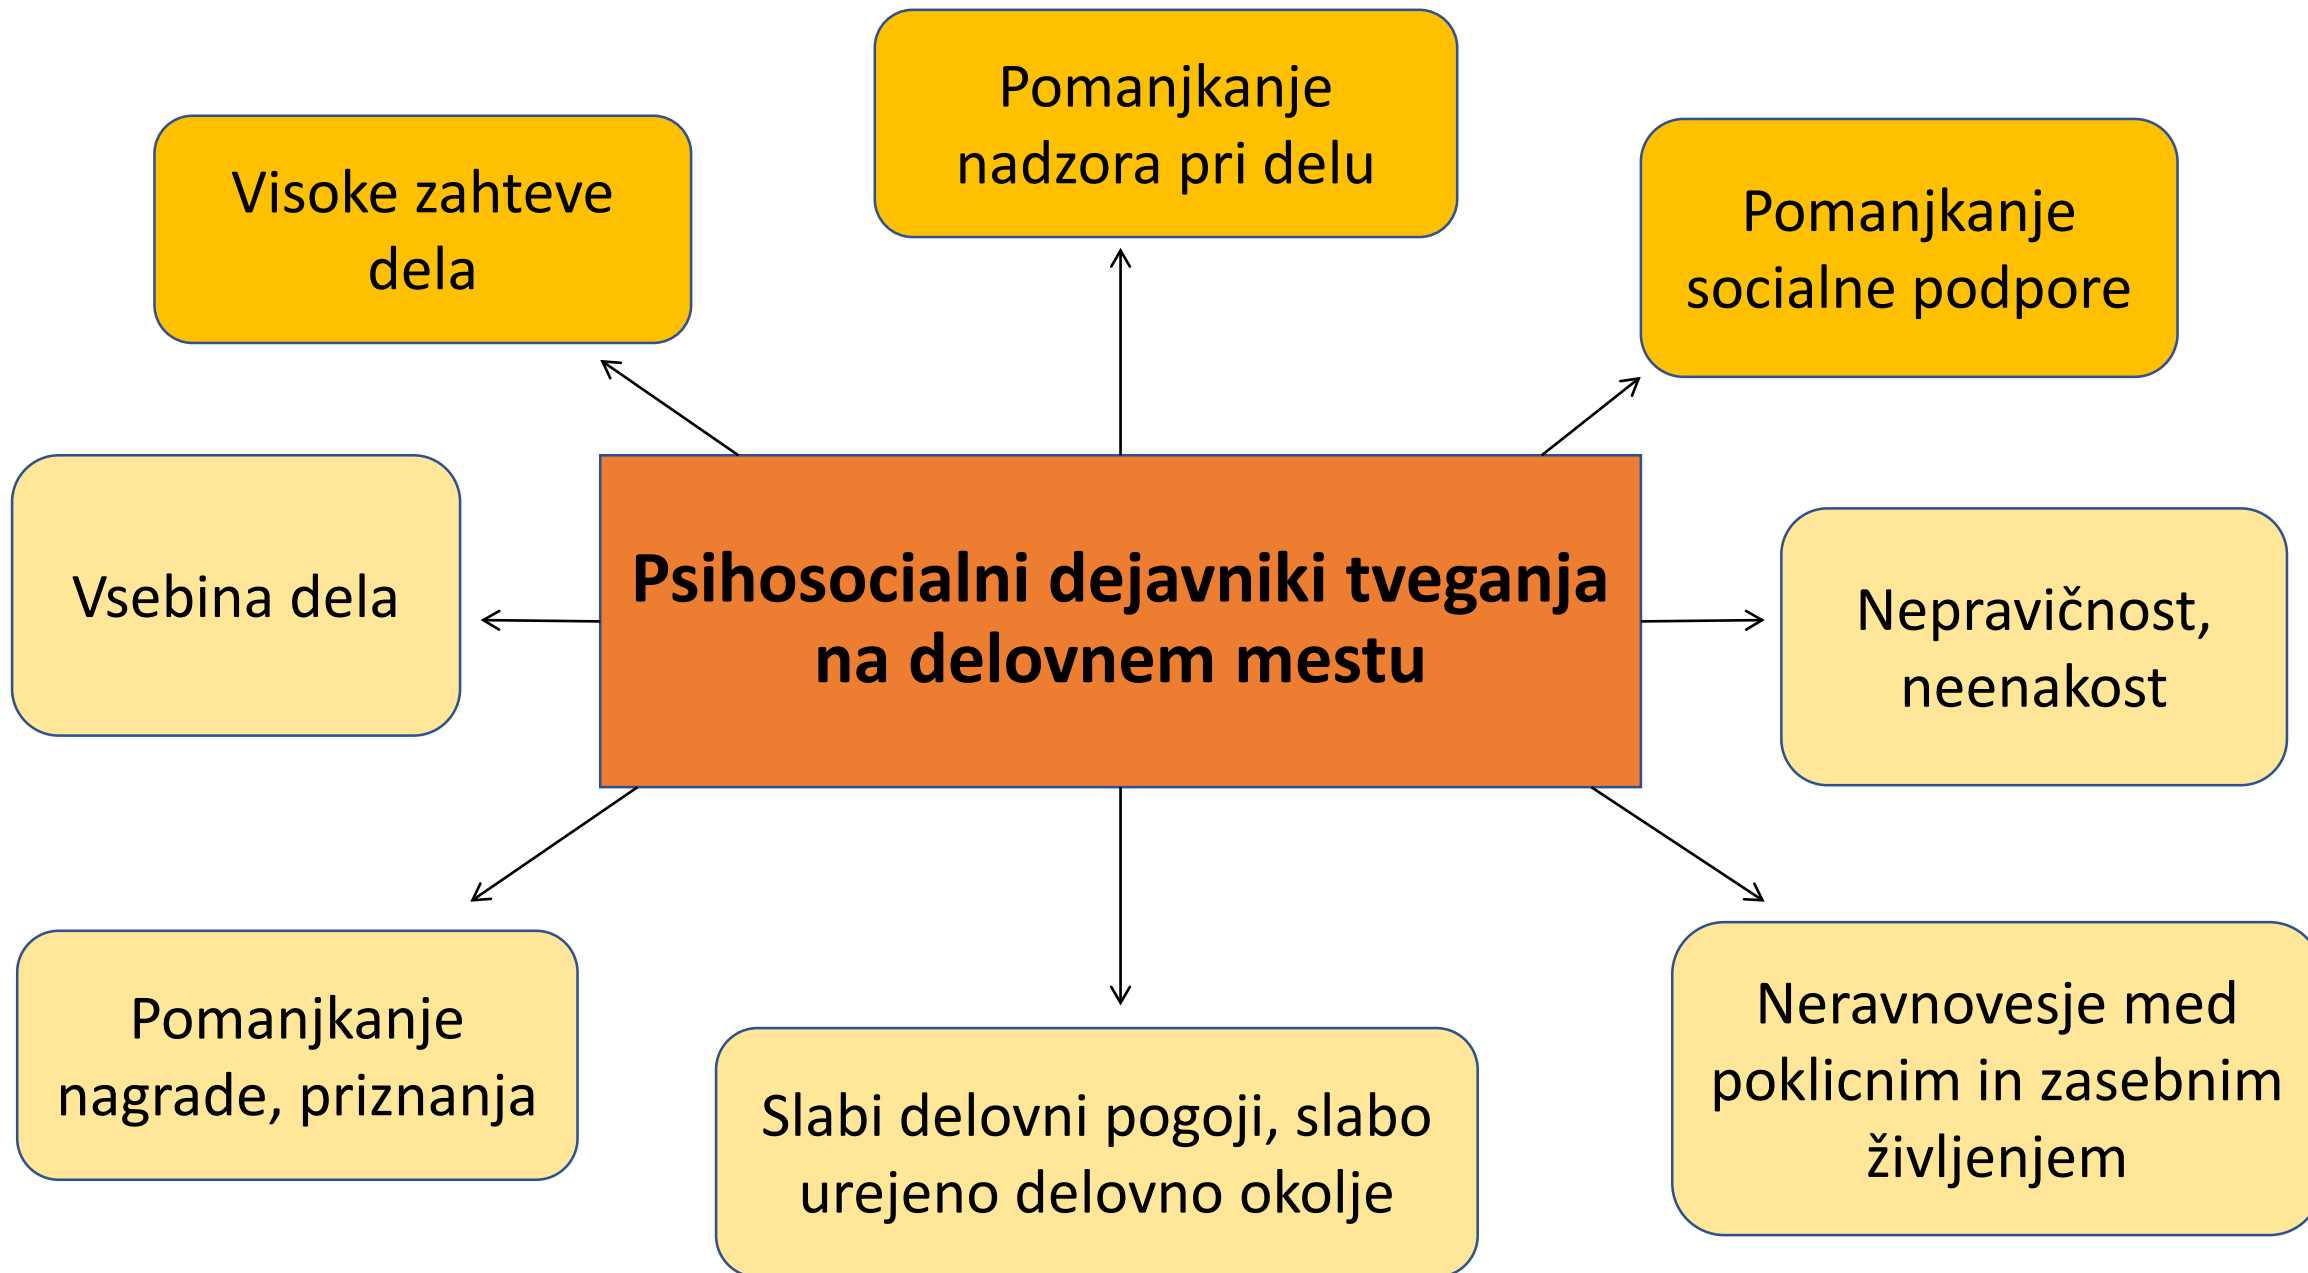 Pomanjkanje
nadzora pri delu
Visoke zahteve
dela
Pomanjkanje
socialne podpore
Vsebina dela
Psihosocialni dejavniki tveganja
na delovnem mestu
Nepravičnost,
neenakost
Pomanjkanje
nagrade, priznanja
Slabi delovni pogoji, slabo
urejeno delovno okolje
Neravnovesje med
poklicnim in zasebnim
življenjem